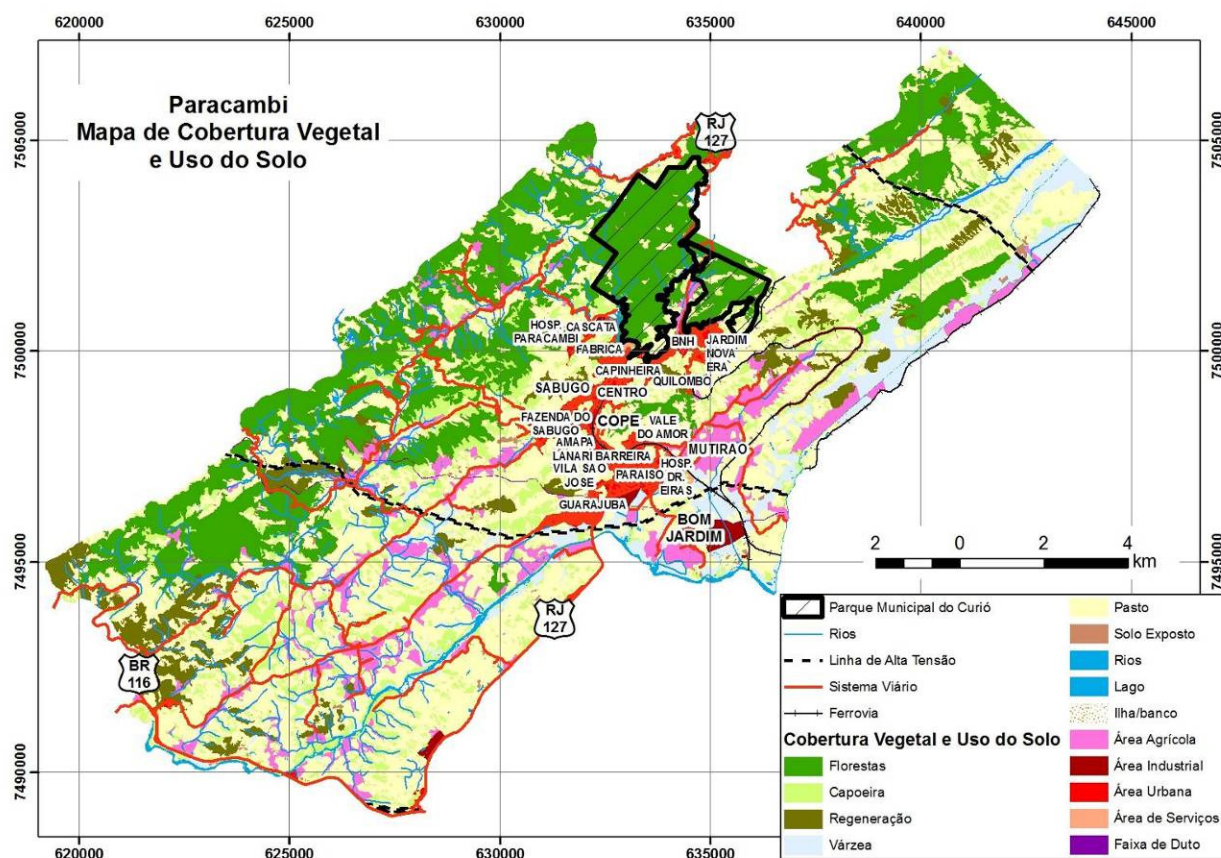 620000 625000 630000 635000 640000 645000
Paracambi
Mapa de Cobertura Vegetal
e Uso do Solo
RJ
127
7505000
7505000
HOSP.
PARACAMBI
CASCATA
FABRICA
BNH
JARDIM
NOVA
ERA
7500000
7500000
CAPINHEIRA
QUILOMBO
SABUGO
CENTRO
FAZENDA DO
SABUGO
COPE
VALE
DO AMOR
AMAPA
MUTIRAO
LANARI
BARREIRA
VILA SAO
JOSE
PARAISO
HOSP.
DR.
EIRAS
GUARAJUBA
BOM
JARDIM
2 0 2 4
km
7495000
7495000
RJ
127
BR
116
7490000
7490000
Parque Municipal do Curió
Rios
Linha de Alta Tensão
Sistema Viário
Ferrovia
Cobertura Vegetal e Uso do Solo
Florestas
Capoeira
Regeneração
Várzea
Pasto
Solo Exposto
Rios
Lago
Ilha/banco
Área Agrícola
Área Industrial
Área Urbana
Área de Serviços
Faixa de Duto
620000 625000 630000 635000 640000 645000